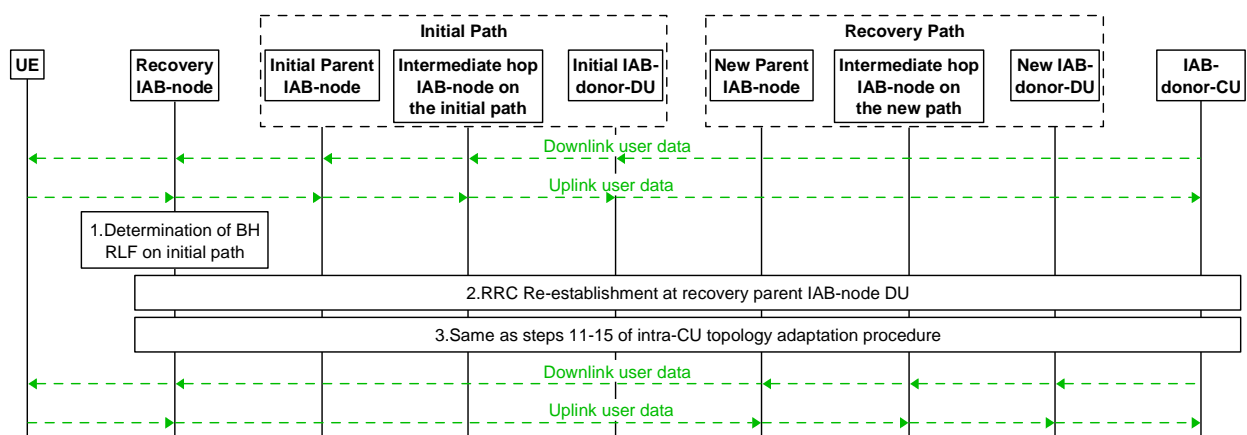 Initial Path
Recovery Path
UE
Recovery
IAB-node
Initial Parent
IAB-node
Intermediate hop
IAB-node on
the initial path
Initial IAB-
donor-DU
New Parent
IAB-node
Intermediate hop
IAB-node on
the new path
New IAB-
donor-DU
IAB-
donor-CU
Downlink user data
Uplink user data
1.Determination of BH
RLF on initial path
2.RRC Re-establishment at recovery parent IAB-node DU
3.Same as steps 11-15 of intra-CU topology adaptation procedure
Downlink user data
Uplink user data